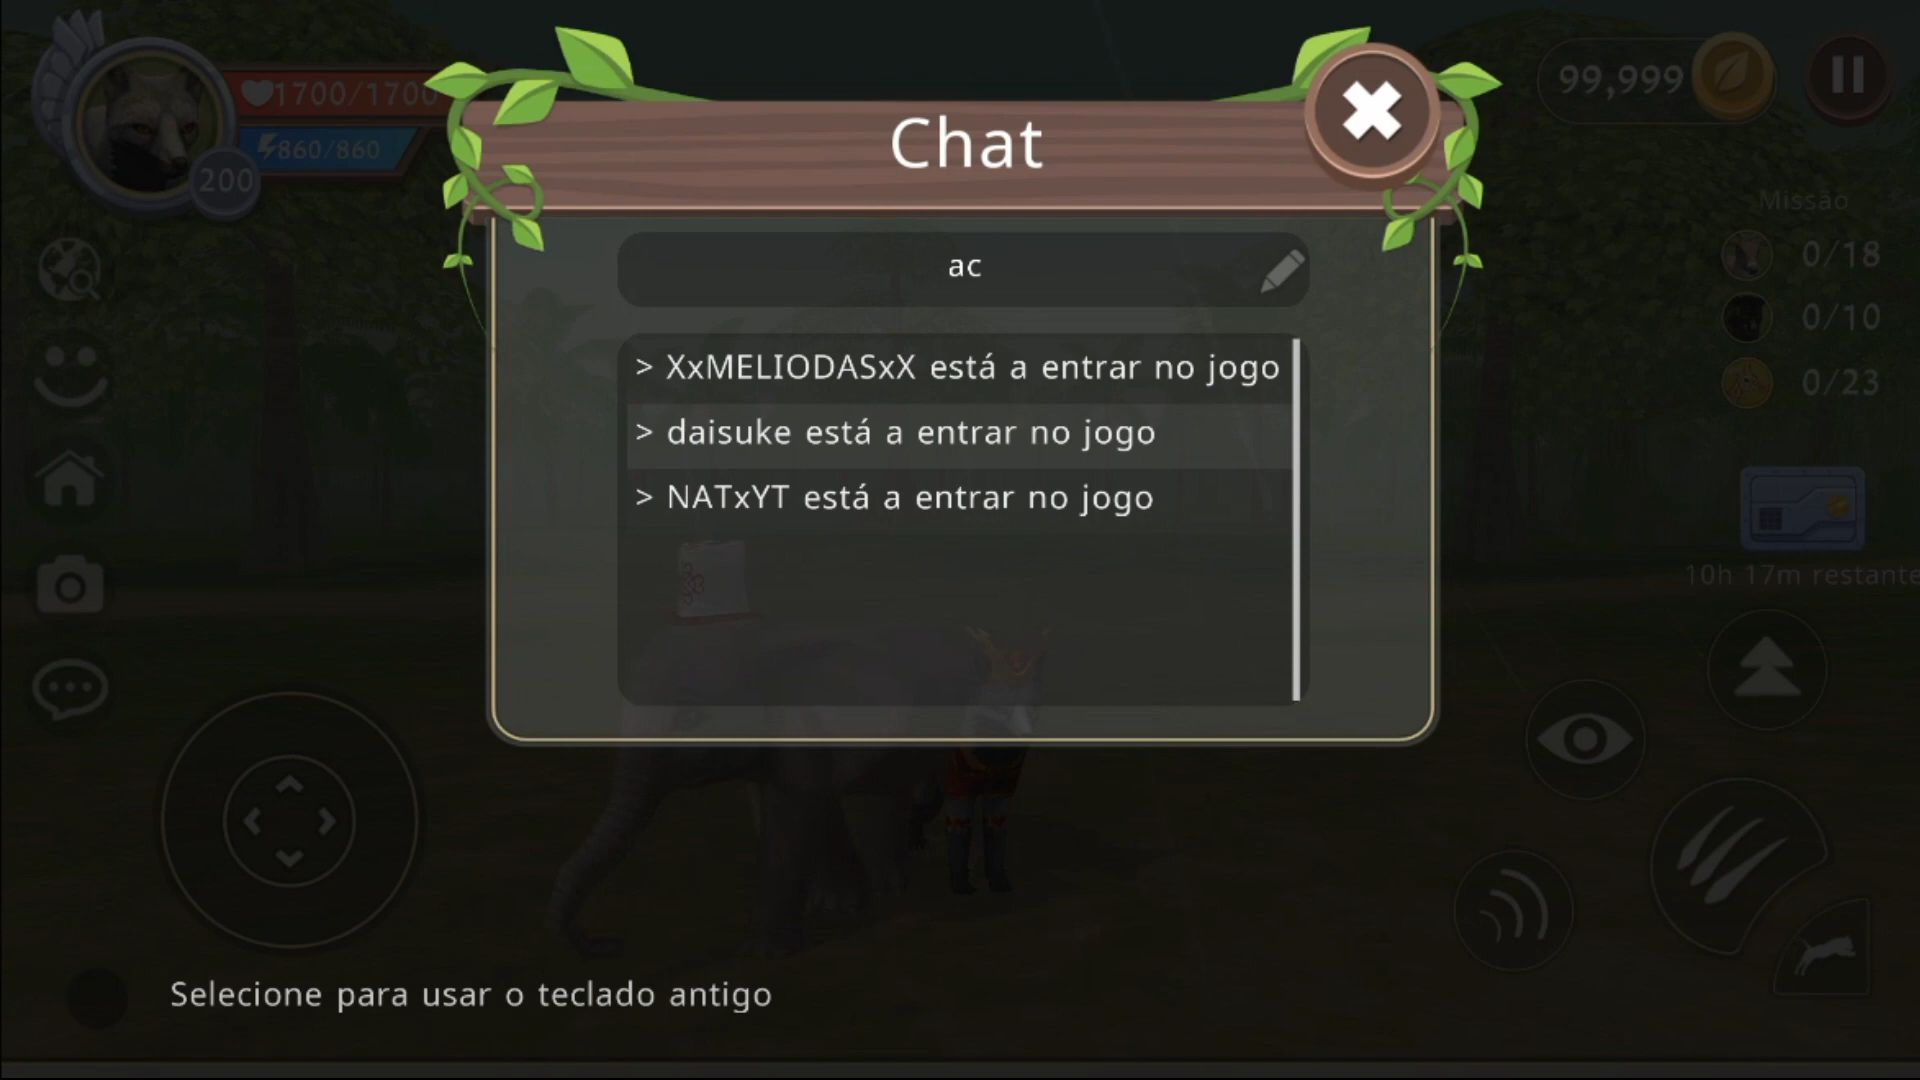 1700/1700
860/860
200
Chat
99,999
ac
Missão
0/18
0/10
0/23
> XxMELIODASxX está a entrar no jogo
> daisuke está a entrar no jogo
> NATxYT está a entrar no jogo
10h 17m restante
Selecione para usar o teclado antigo